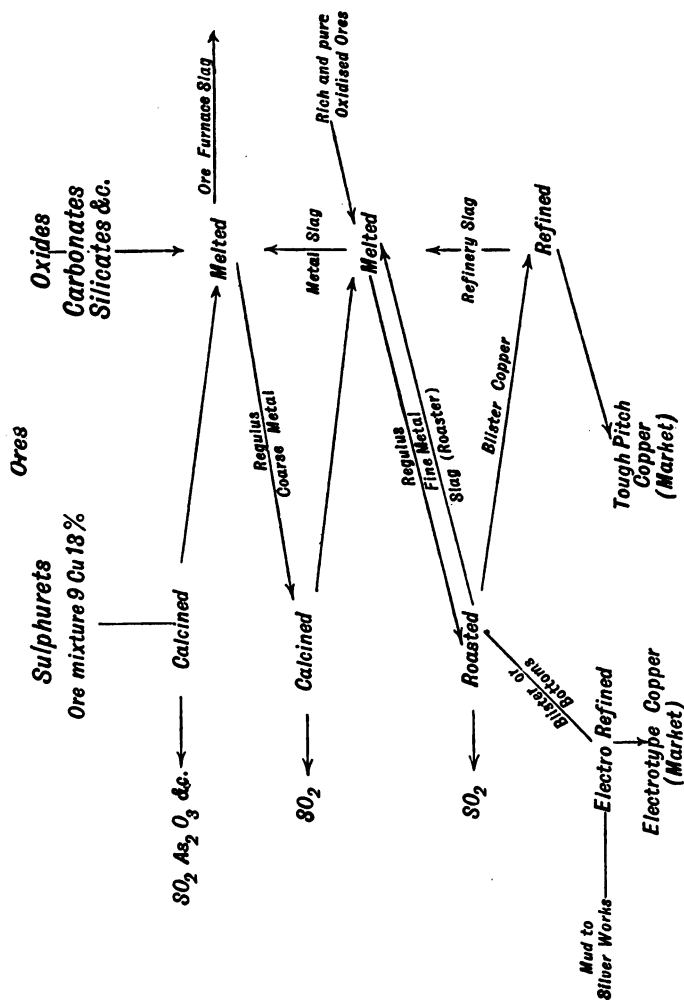 Ores
Sulphurets
Ore mixture 9 Cu 13%
Oxides
Carbonates
Silicates &c.
SO2 As2 O3 &c.
Calcined
Melted
Ore Furnace Slag
Regulus
Coarse Metal
Metal Slag
Rich and pure
Oxidised Ores
SO2
Calcined
Melted
Regulus
Fine Metal
(Roaster)
Slag
Refinery Slag
SO2
Roasted
Blister Copper
Refined
Blister or
Bottoms
Mud to
Silver Works
Electro Refined
Electrotype Copper
(Market)
Tough Pitch
Copper
(Market)